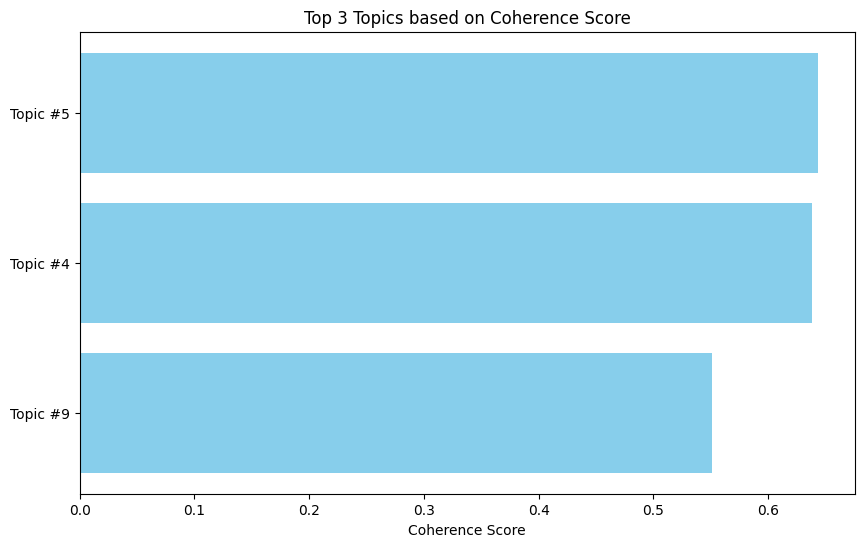 Top 3 Topics based on Coherence Score
Topic #5
Topic #4
Topic #9
0.0 0.1 0.2 0.3 0.4 0.5 0.6
Coherence Score